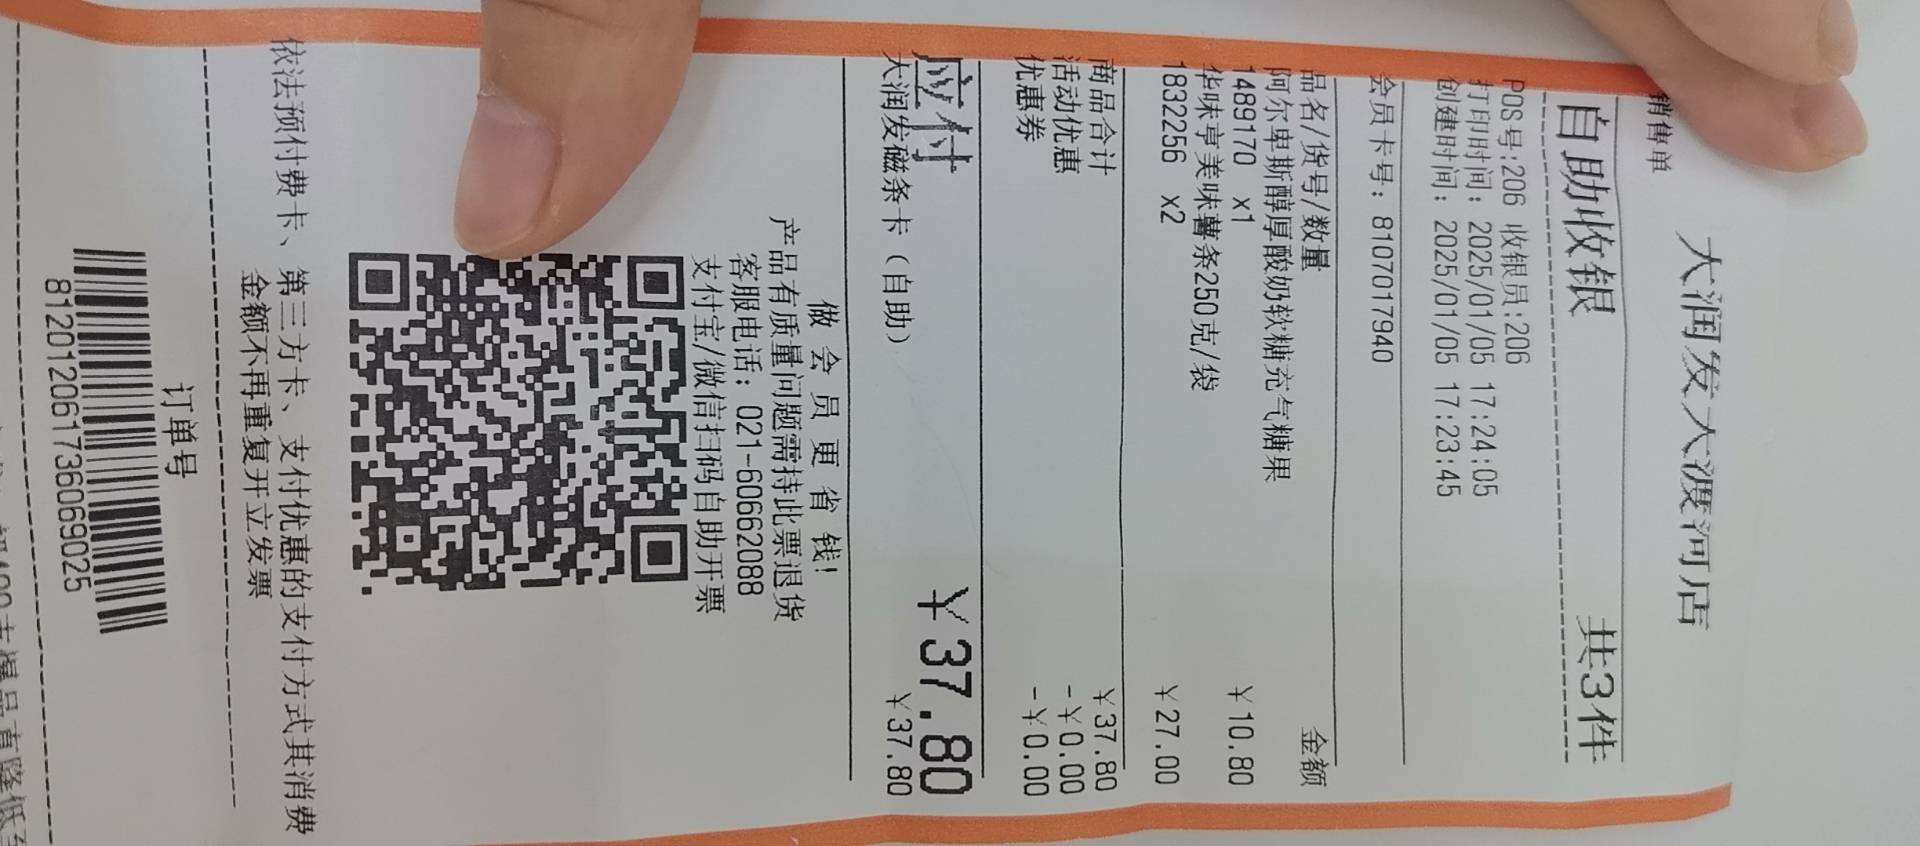 大润发大渡河店
销售单
自助收银 共3件
POS号:206 收银员:206
打印时间: 2025/01/05 17:24:05
创建时间: 2025/01/05 17:23:45
会员卡号: 8107017940
品名/货号/数量 金额
阿尔卑斯醇厚酸奶软糖充气糖果
1489170 x1 ￥10.80
华味亨美味薯条250克/袋
1832256 x2 ￥27.00
商品合计 ￥37.80
活动优惠 -￥0.00
优惠券 -￥0.00
应付 ￥37.80
大润发磁条卡(自助) ￥37.80
做会员更省钱!
产品有质量问题需持此票退货
客服电话: 021-60662088
支付宝/微信扫码自助开票
依法预付费卡、第三方卡、支付优惠的支付方式其消费
金额不再重复开立发票
订单号
812012061736069025